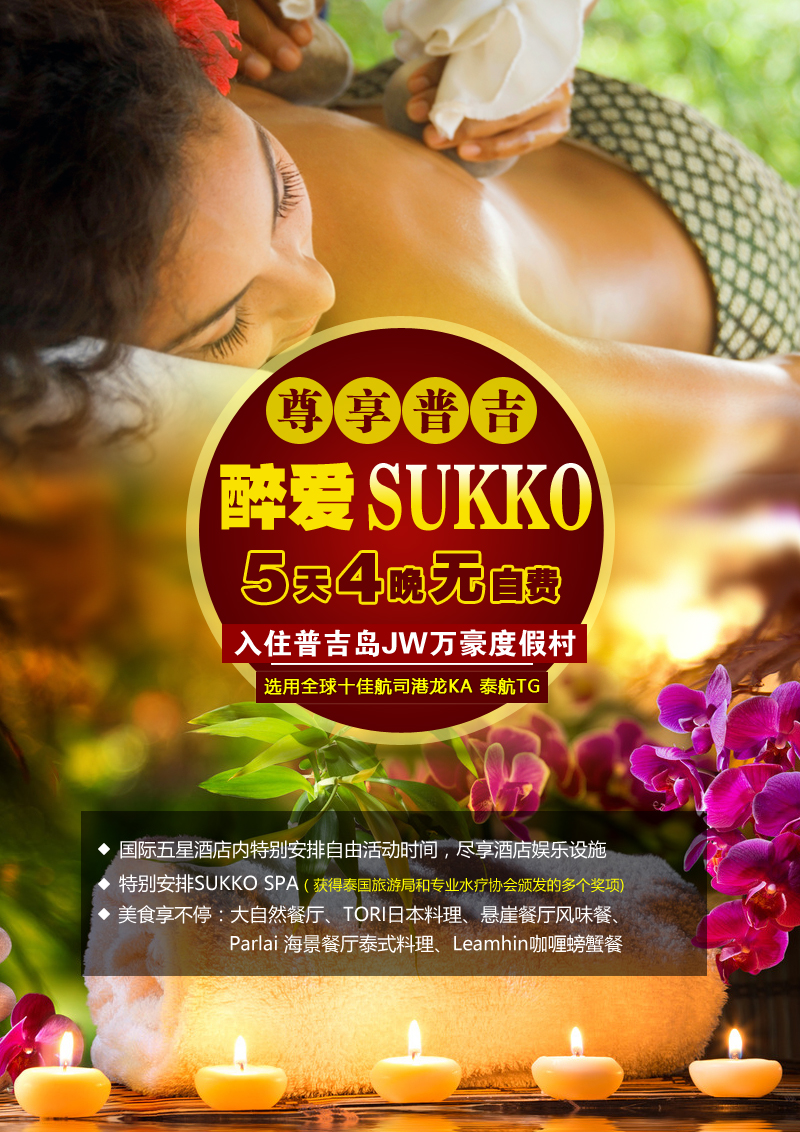 尊享普吉
醉爱SUKKO
5天4晚无自费
入住普吉岛JW万豪度假村
选用全球十佳航司港龙KA 泰航TG
◆ 国际五星酒店内特别安排自由活动时间，尽享酒店娱乐设施
◆ 特别安排SUKKO SPA（获得泰国旅游局和专业水疗协会颁发的多个奖项)
◆ 美食享不停：大自然餐厅、TORI日本料理、悬崖餐厅风味餐、
Parlai 海景餐厅泰式料理、Leamhin咖喱螃蟹餐